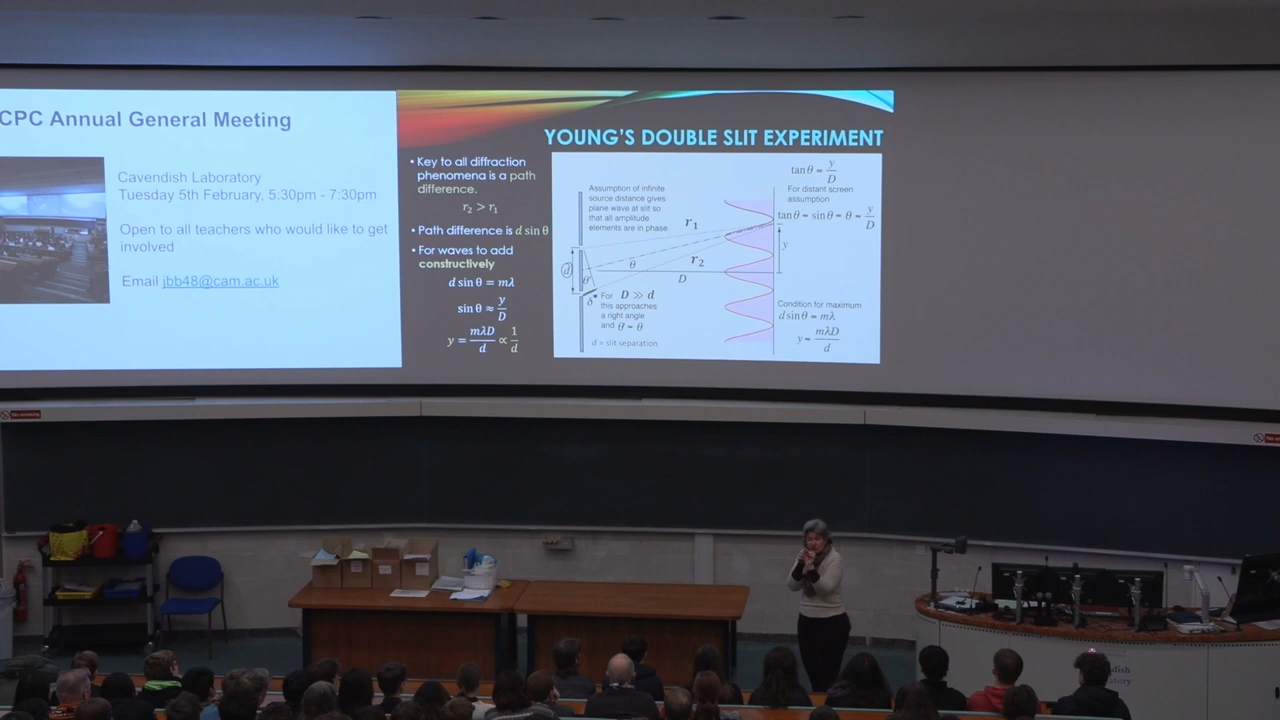 CPC Annual General Meeting
Cavendish Laboratory
Tuesday 5th February, 5:30pm - 7:30pm
Open to all teachers who would like to get
involved
Email jbb48@cam.ac.uk
YOUNG'S DOUBLE SLIT EXPERIMENT
• Key to all diffraction
phenomena is a path
difference.
r₂ > r₁
• Path difference is d sin θ
• For waves to add
constructively
d sin θ = mλ
sin θ ≈ y/D
y = mλD/d ∝ 1/d
Assumption of infinite
source distance gives
plane wave at slit so
that all amplitude
elements are in phase.
r₁
r₂
θ
D
y
d
θ'
δ
For D ≫ d
this approaches
a right angle
and θ' ≈ θ
d = slit separation
tan θ = y/D
For distant screen
assumption
tan θ ≈ sin θ ≈ θ ≈ y/D
Condition for maximum
d sin θ = mλ
y = mλD/d
No smoking